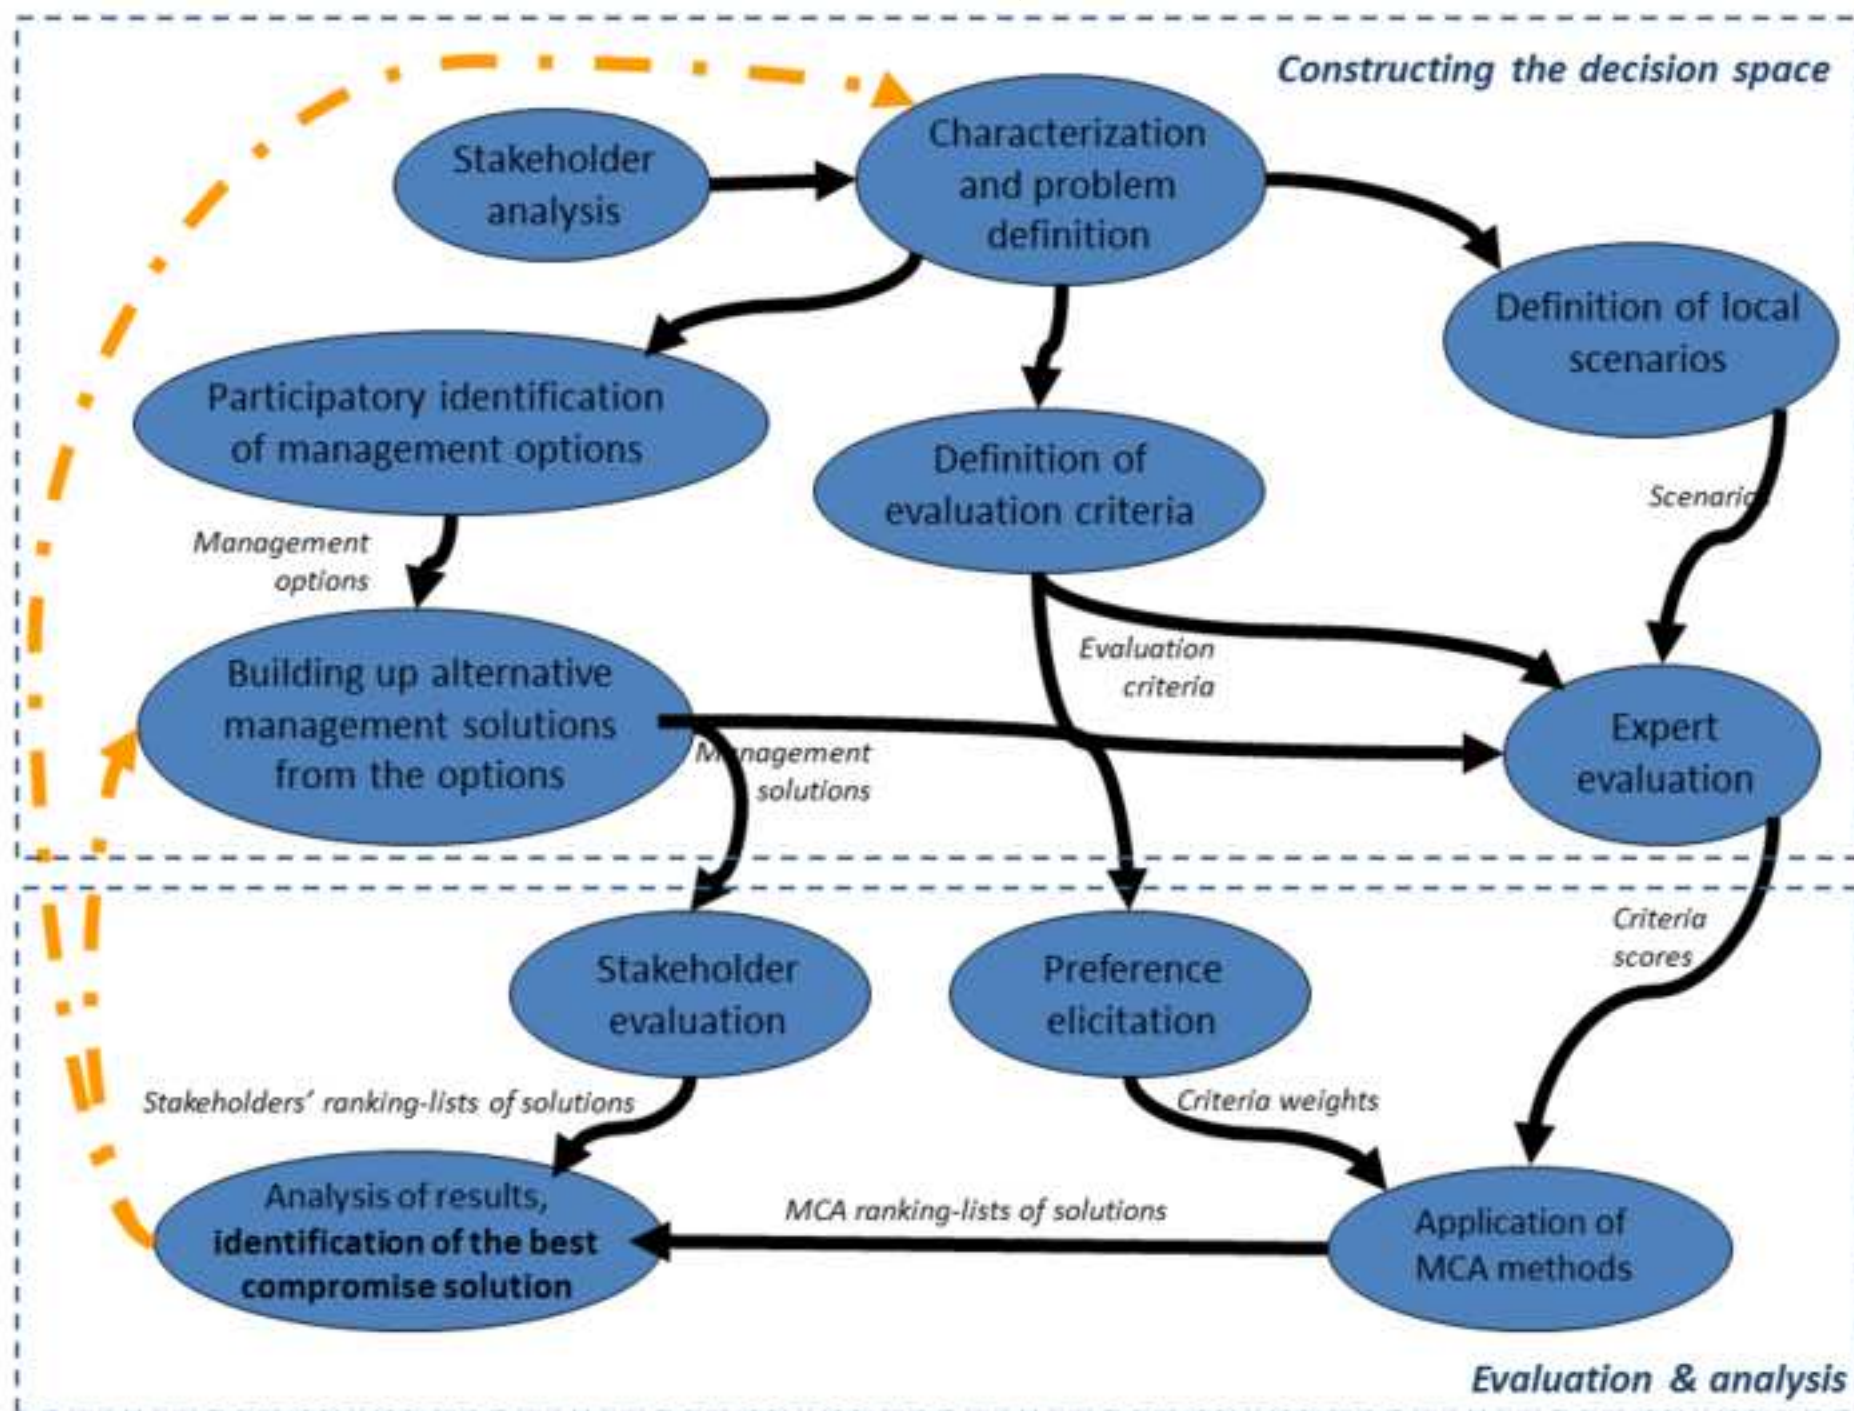 Constructing the decision space
Stakeholder
analysis
Characterization
and problem
definition
Definition of local
scenarios
Participatory identification
of management options
Definition of
evaluation criteria
Scenario
Management
options
Evaluation
criteria
Building up alternative
management solutions
from the options
Management
solutions
Expert
evaluation
Criteria
scores
Stakeholder
evaluation
Preference
elicitation
Stakeholders’ ranking-lists of solutions
Criteria weights
Analysis of results,
identification of the best
compromise solution
MCA ranking-lists of solutions
Application of
MCA methods
Evaluation & analysis